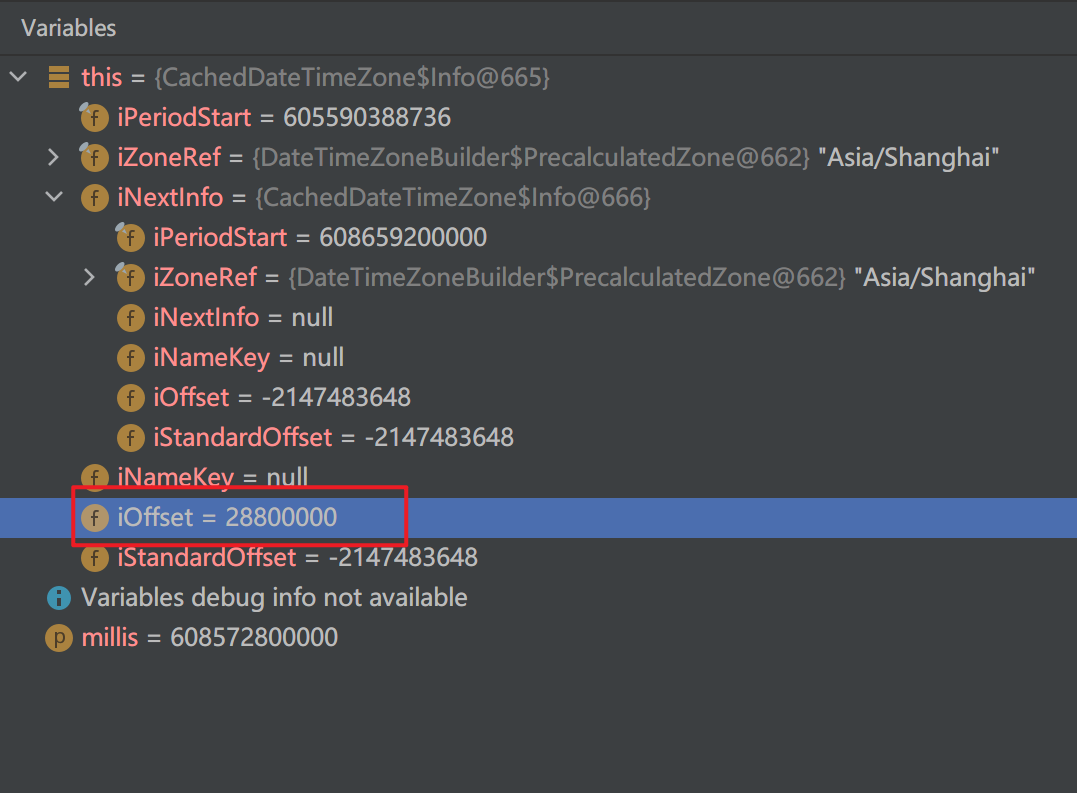 Variables
this = {CachedDateTimeZone$Info@665}
f iPeriodStart = 605590388736
f iZoneRef = {DateTimeZoneBuilder$PrecalculatedZone@662} "Asia/Shanghai"
f iNextInfo = {CachedDateTimeZone$Info@666}
f iPeriodStart = 608659200000
f iZoneRef = {DateTimeZoneBuilder$PrecalculatedZone@662} "Asia/Shanghai"
f iNextInfo = null
f iNameKey = null
f iOffset = -2147483648
f iStandardOffset = -2147483648
f iNameKey = null
f iOffset = 28800000
f iStandardOffset = -2147483648
i Variables debug info not available
p millis = 608572800000